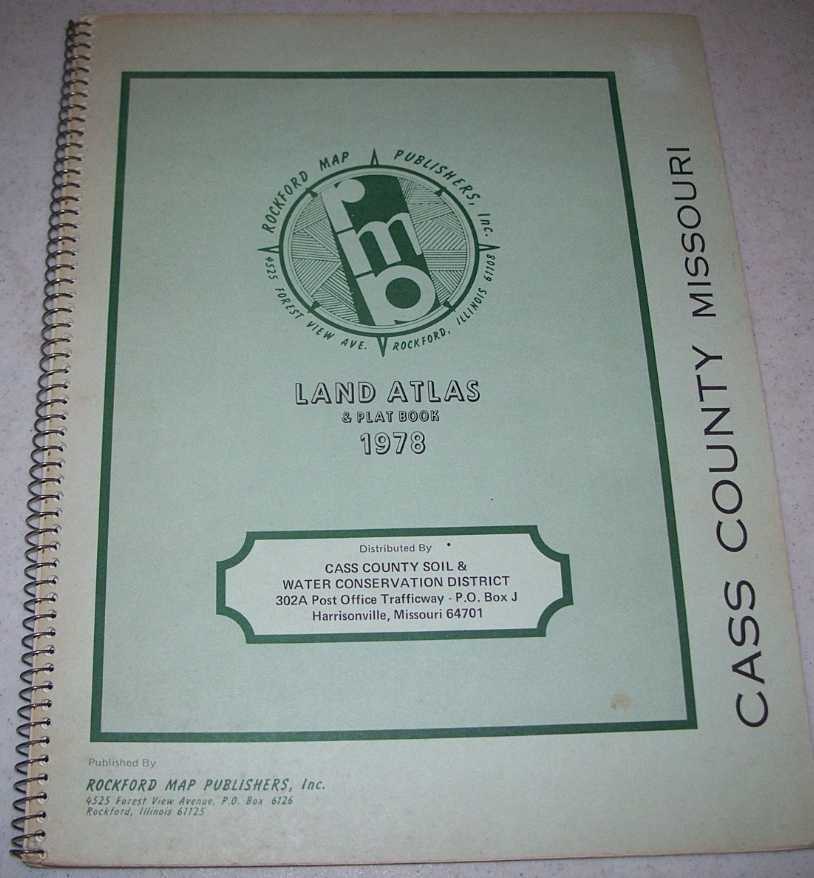 ROCKFORD MAP PUBLISHERS, Inc.
4525 FOREST VIEW AVE. ROCKFORD, ILLINOIS 61108
rmp
LAND ATLAS
& PLAT BOOK
1978
Distributed By
CASS COUNTY SOIL &
WATER CONSERVATION DISTRICT
302A Post Office Trafficway - P.O. Box J
Harrisonville, Missouri 64701
CASS COUNTY MISSOURI
Published By
ROCKFORD MAP PUBLISHERS, Inc.
4525 Forest View Avenue, P.O. Box 6126
Rockford, Illinois 61125